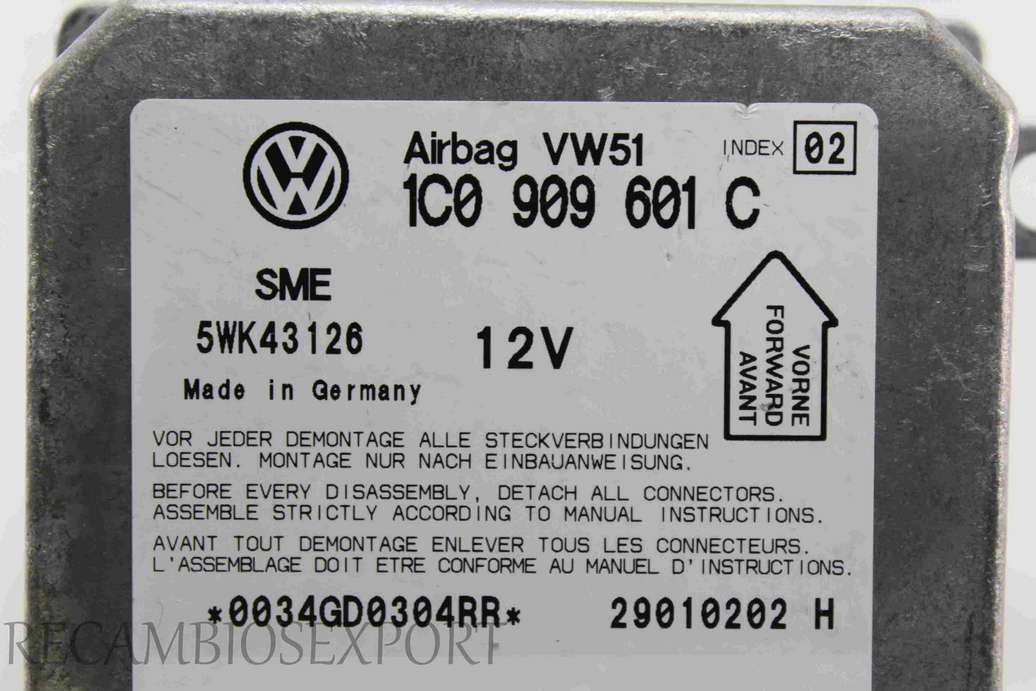 Airbag VW51 INDEX 02
1C0 909 601 C
SME
5WK43126
12V
Made in Germany
VORNE
FORWARD
AVANT
VOR JEDER DEMONTAGE ALLE STECKVERBINDUNGEN
LOESEN. MONTAGE NUR NACH EINBAUANWEISUNG.
BEFORE EVERY DISASSEMBLY, DETACH ALL CONNECTORS.
ASSEMBLE STRICTLY ACCORDING TO MANUAL INSTRUCTIONS.
AVANT TOUT DEMONTAGE ENLEVER TOUS LES CONNECTEURS.
L'ASSEMBLAGE DOIT ETRE CONFORME AU MANUEL D'INSTRUCTIONS.
*0034GD0304RR* 29010202 H
RECAMBIOSEXPORT